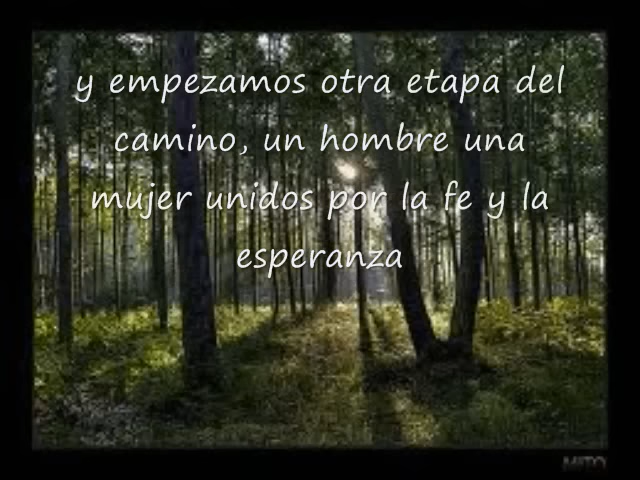 y empezamos otra etapa del
camino, un hombre una
mujer unidos por la fe y la
esperanza